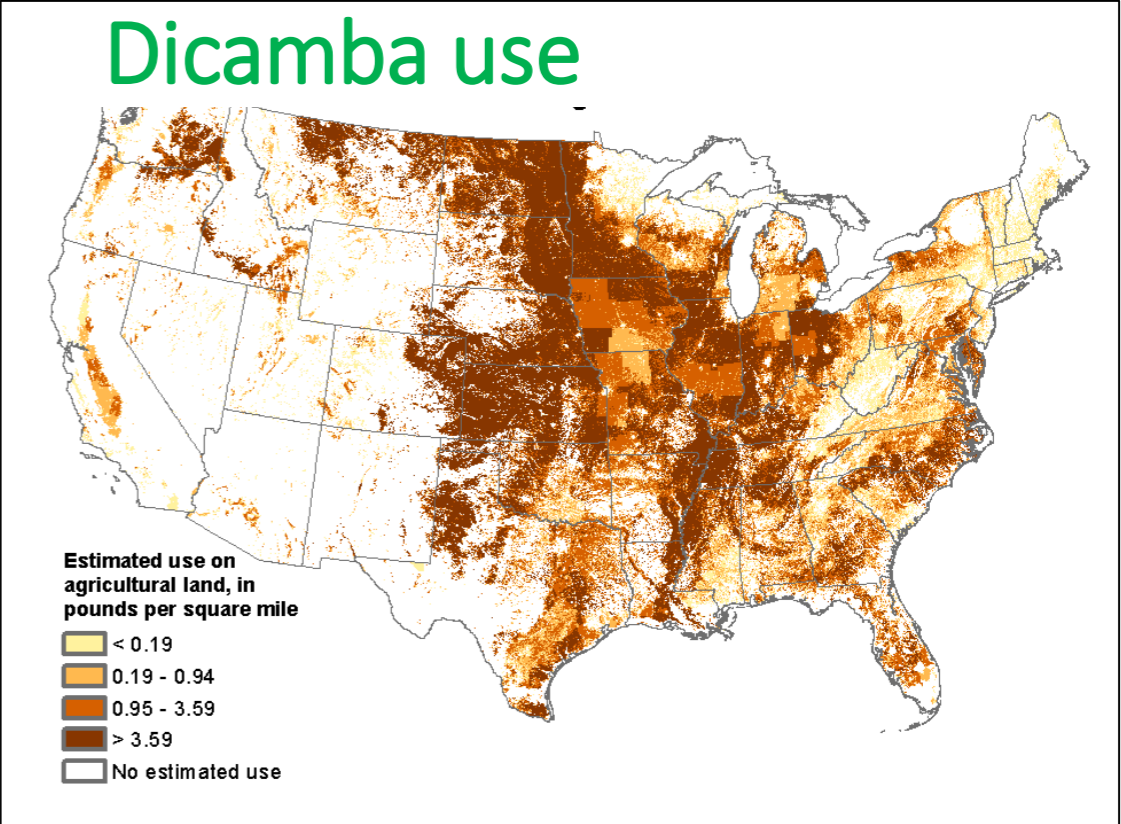 Dicamba use
Estimated use on
agricultural land, in
pounds per square mile
< 0.19
0.19 - 0.94
0.95 - 3.59
> 3.59
No estimated use